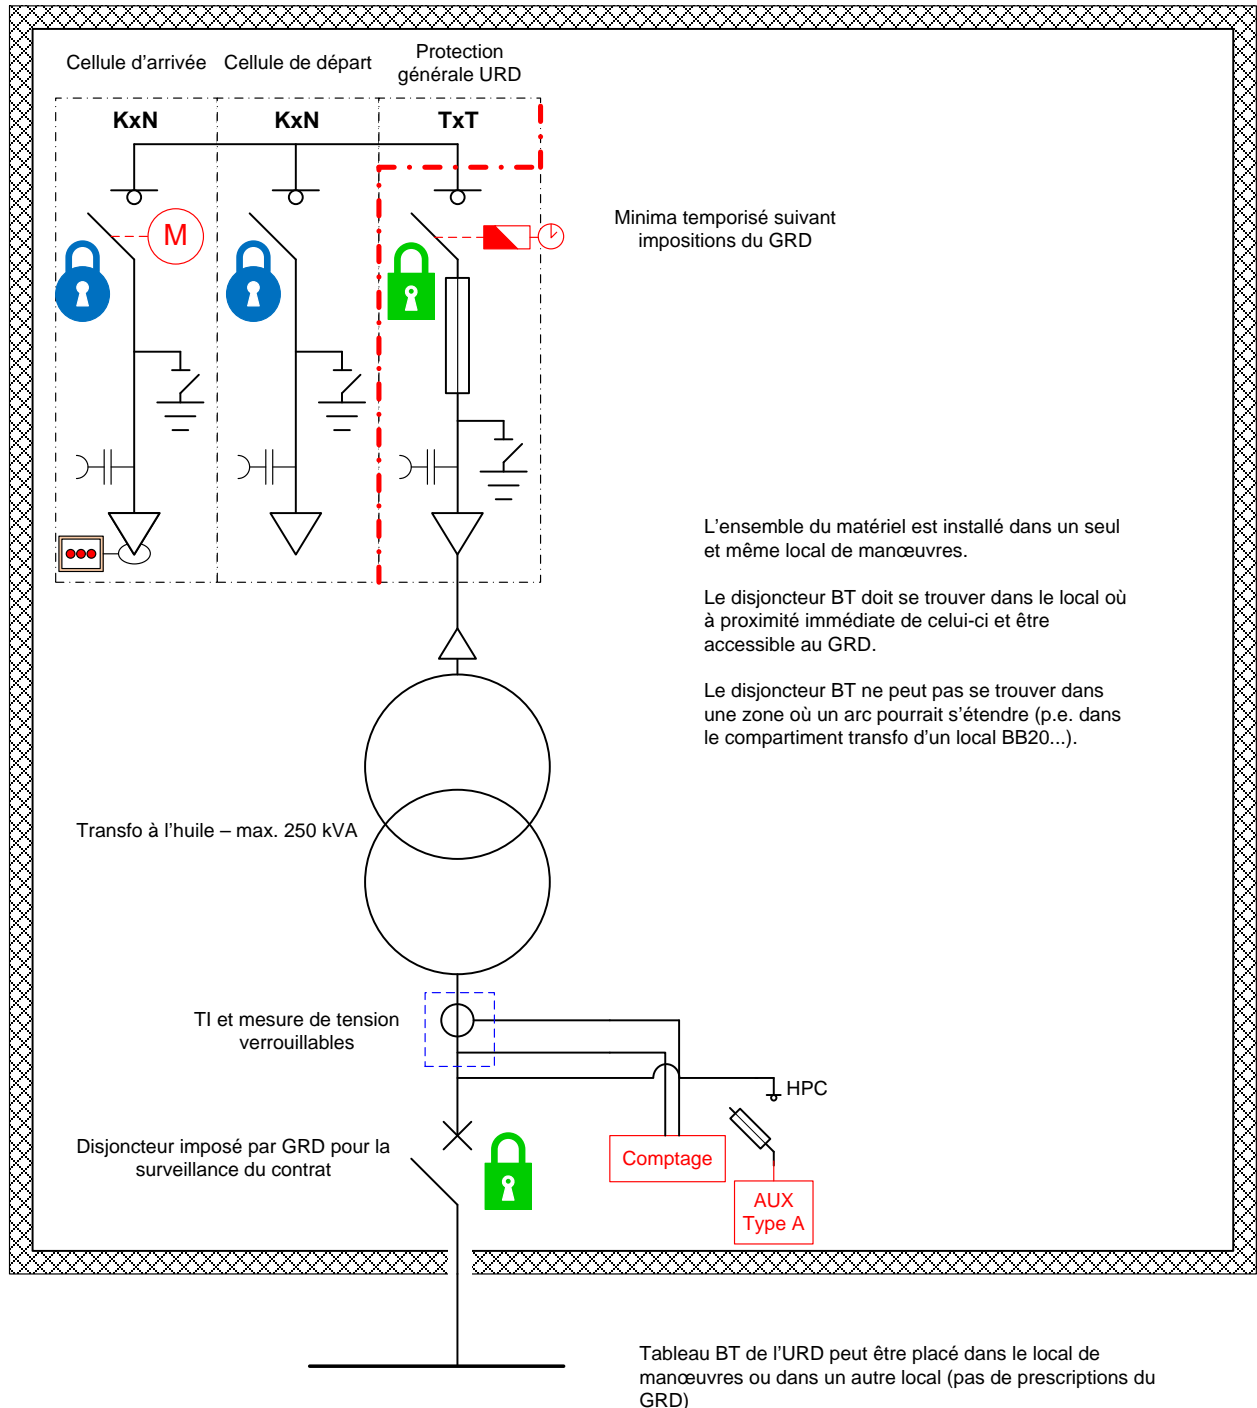 Cellule d'arrivée
Cellule de départ
Protection
générale URD
KxN
KxN
TxT
M
Minima temporisé suivant
impositions du GRD
L'ensemble du matériel est installé dans un seul
et même local de manœuvres.
Le disjoncteur BT doit se trouver dans le local où
à proximité immédiate de celui-ci et être
accessible au GRD.
Le disjoncteur BT ne peut pas se trouver dans
une zone où un arc pourrait s'étendre (p.e. dans
le compartiment transfo d'un local BB20...).
Transfo à l'huile – max. 250 kVA
TI et mesure de tension
verrouillables
HPC
Disjoncteur imposé par GRD pour la
surveillance du contrat
Comptage
AUX
Type A
Tableau BT de l'URD peut être placé dans le local de
manœuvres ou dans un autre local (pas de prescriptions du
GRD)